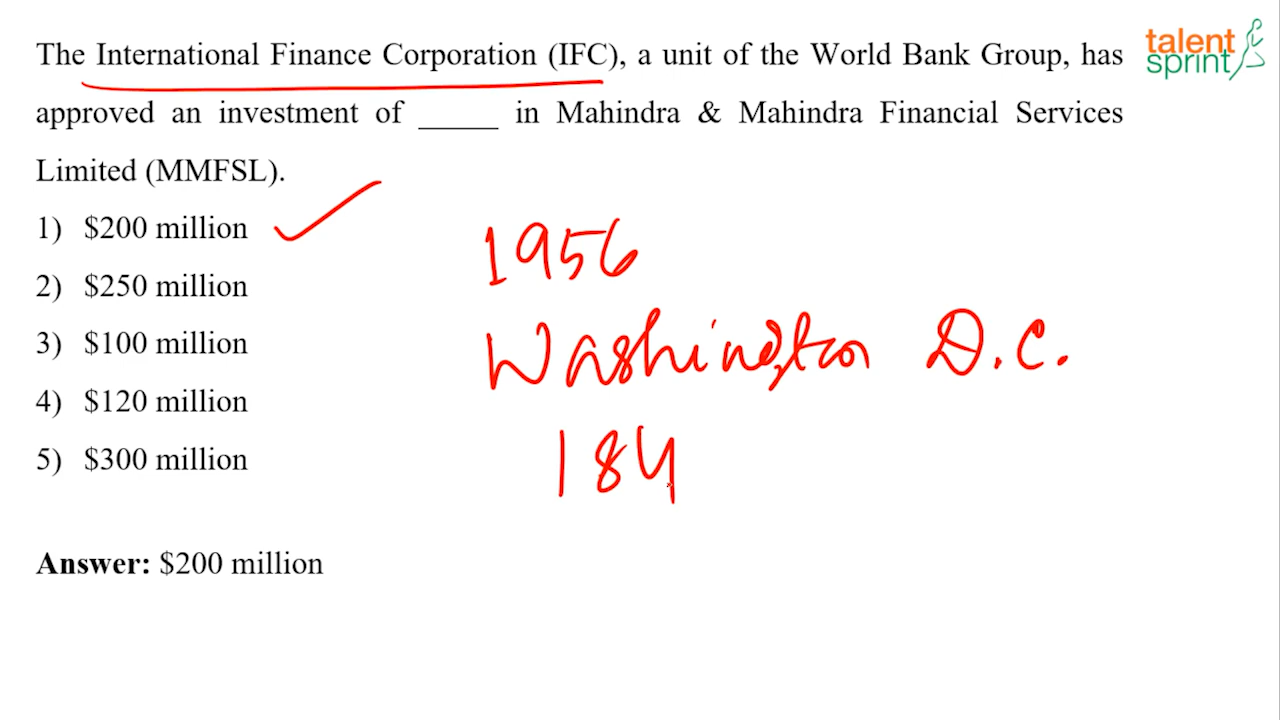 The International Finance Corporation (IFC), a unit of the World Bank Group, has
approved an investment of _____ in Mahindra & Mahindra Financial Services
Limited (MMFSL).
1) $200 million
2) $250 million
3) $100 million
4) $120 million
5) $300 million
Answer: $200 million
1956
Washington D.C.
184
talent
sprint